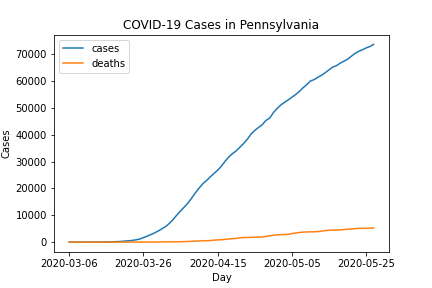 COVID-19 Cases in Pennsylvania
cases
deaths
70000
60000
50000
40000
30000
20000
10000
0
Cases
2020-03-06 2020-03-26 2020-04-15 2020-05-05 2020-05-25
Day